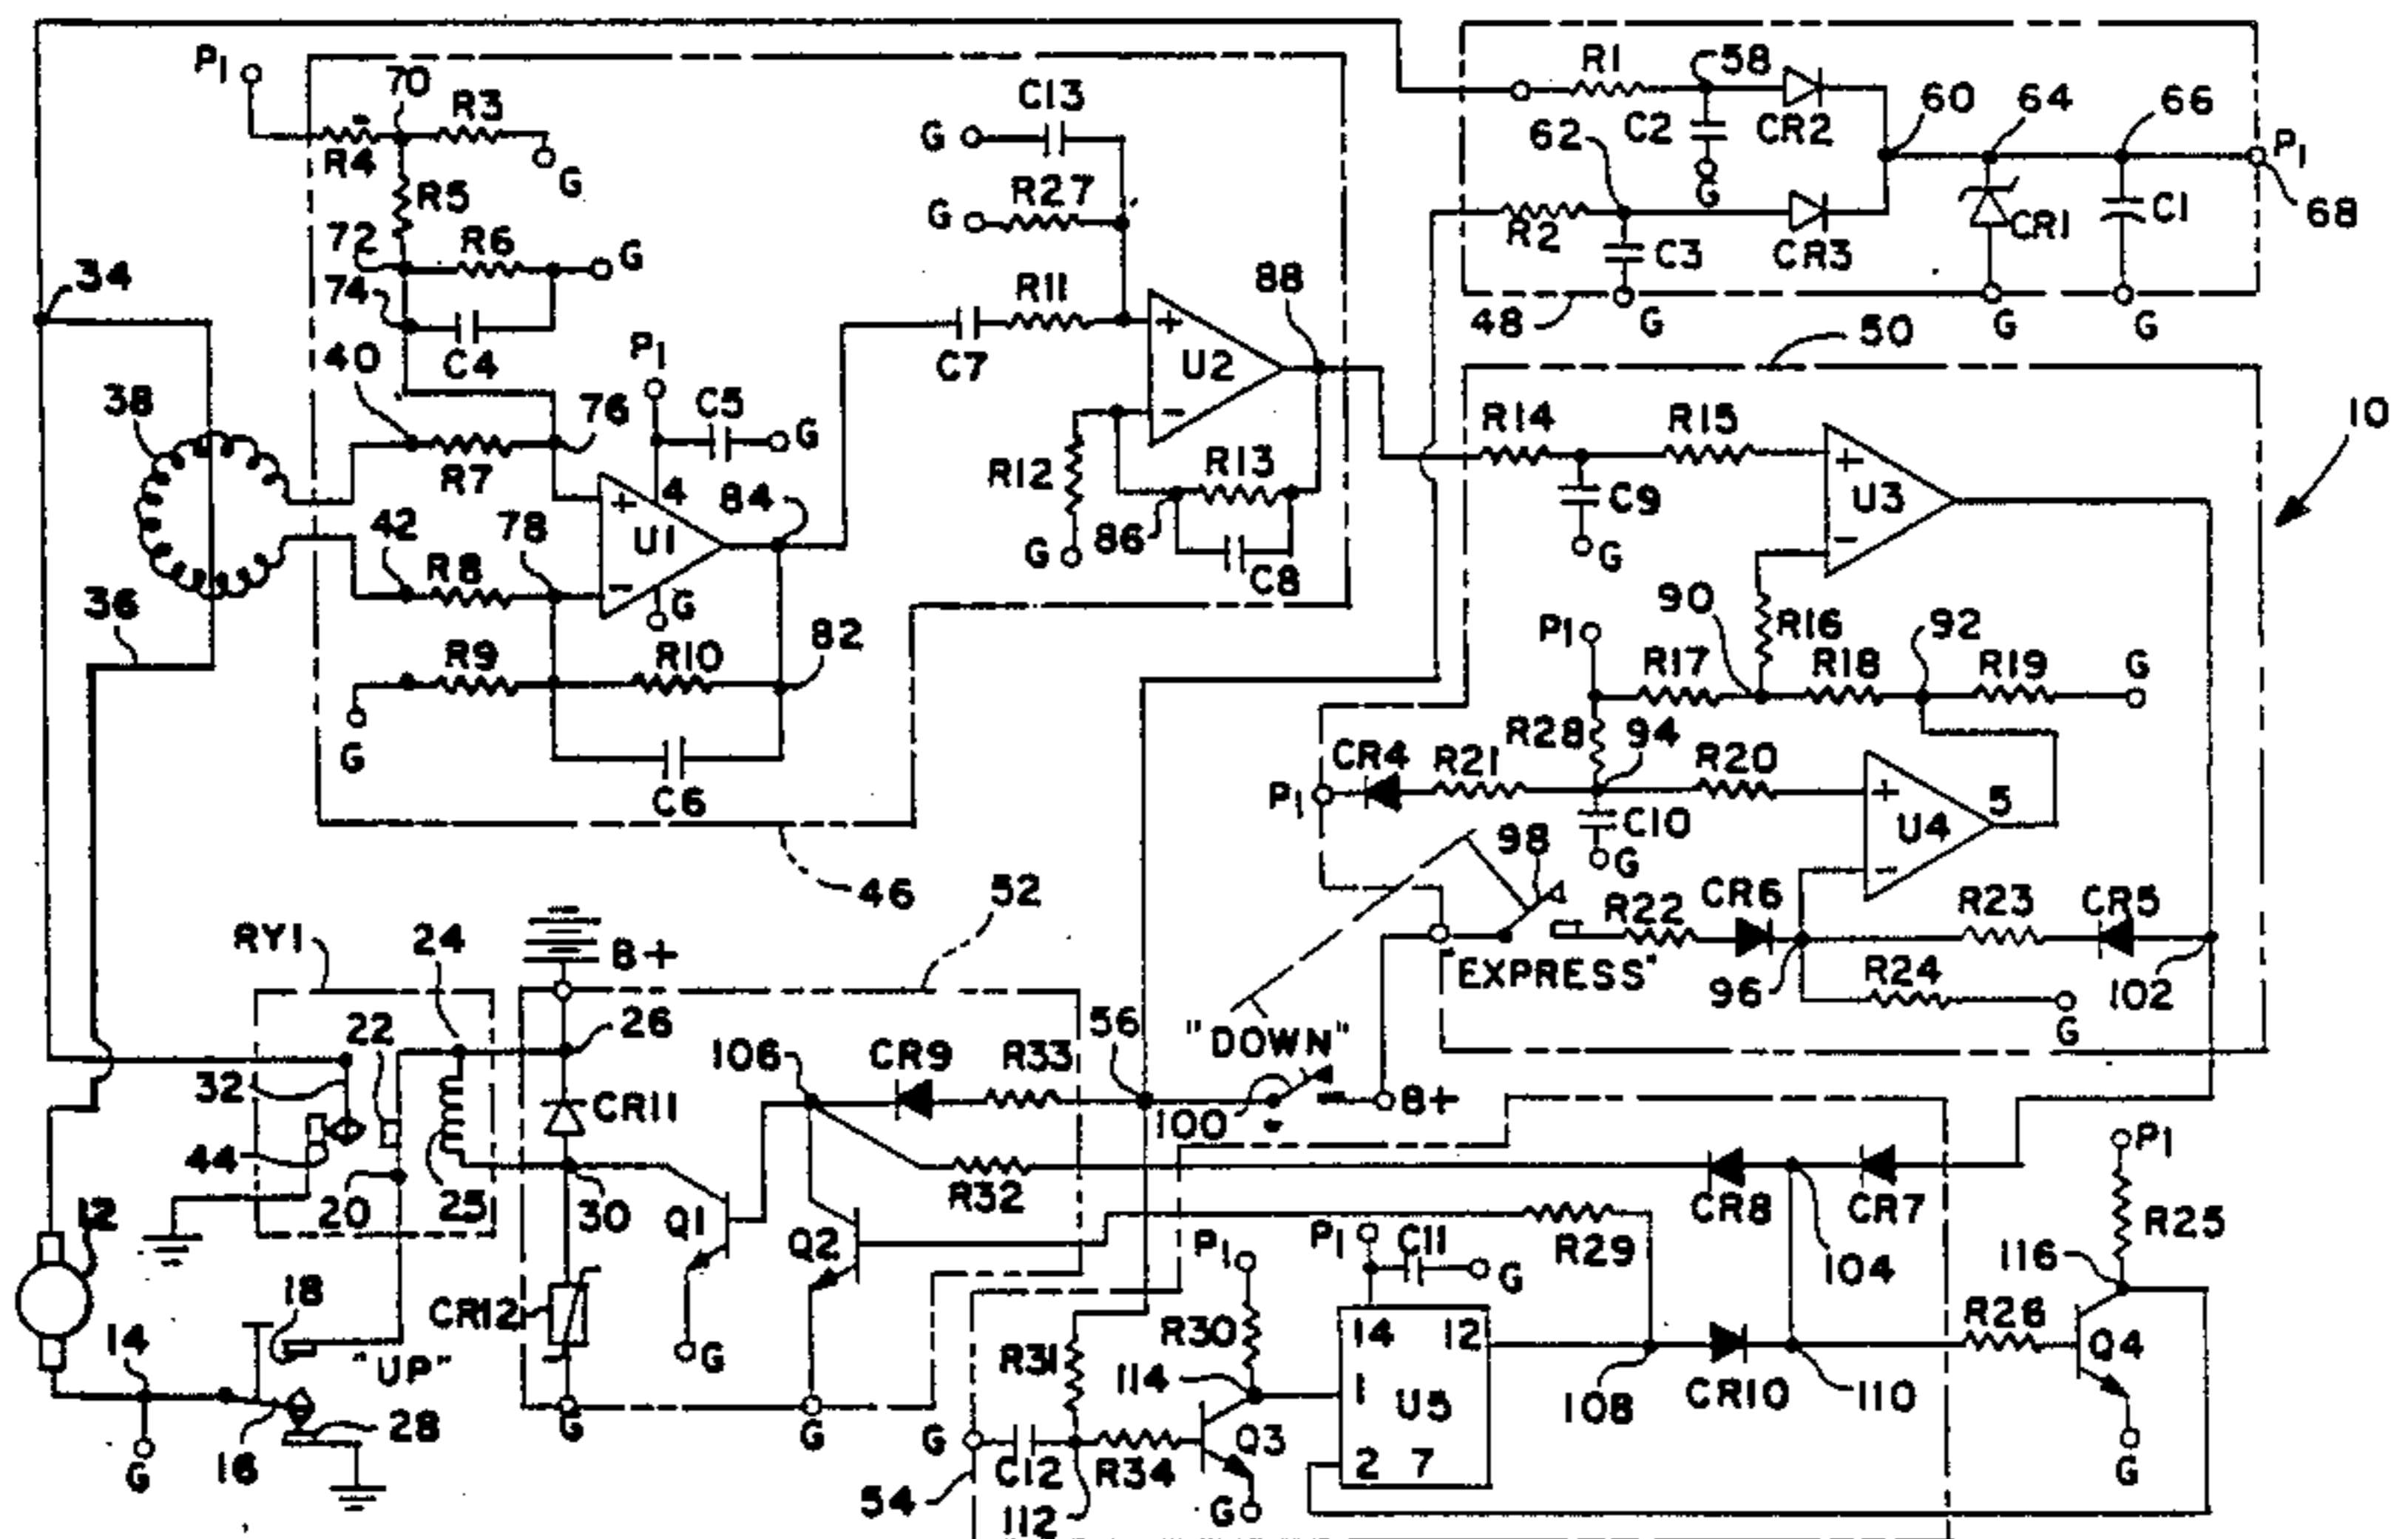 P1
70
R3
R4
G
R5
72
R6
G
74
C4
34
40
38
R7
76
P1
C5
G
4
+
U1
-
G
84
42
R8
78
36
R9
R10
82
G
C6
46
C13
G
R27
G
C7
R11
+
U2
-
88
R12
G
R13
86
C8
R1
58
C2
G
CR2
60
64
66
P1
68
62
R2
C3
G
CR3
CR1
G
C1
G
48
50
10
R14
R15
C9
G
+
U3
-
90
R16
P1
R17
R18
92
R19
G
R28
94
CR4
R21
P1
R20
C10
G
+
U4
-
5
98
R22
CR6
R23
CR5
"EXPRESS"
96
R24
G
102
RY1
24
B+
52
26
22
32
44
20
25
CR11
30
CR12
G
106
CR9
R33
56
"DOWN"
100
B+
R32
Q1
G
Q2
G
12
14
G
18
"UP"
16
28
CR8
CR7
104
R29
P1
C11
G
P1
R30
R31
114
14
12
1
U5
2
7
108
CR10
110
P1
R25
116
R26
Q4
G
G
C12
R34
Q3
G
54
112